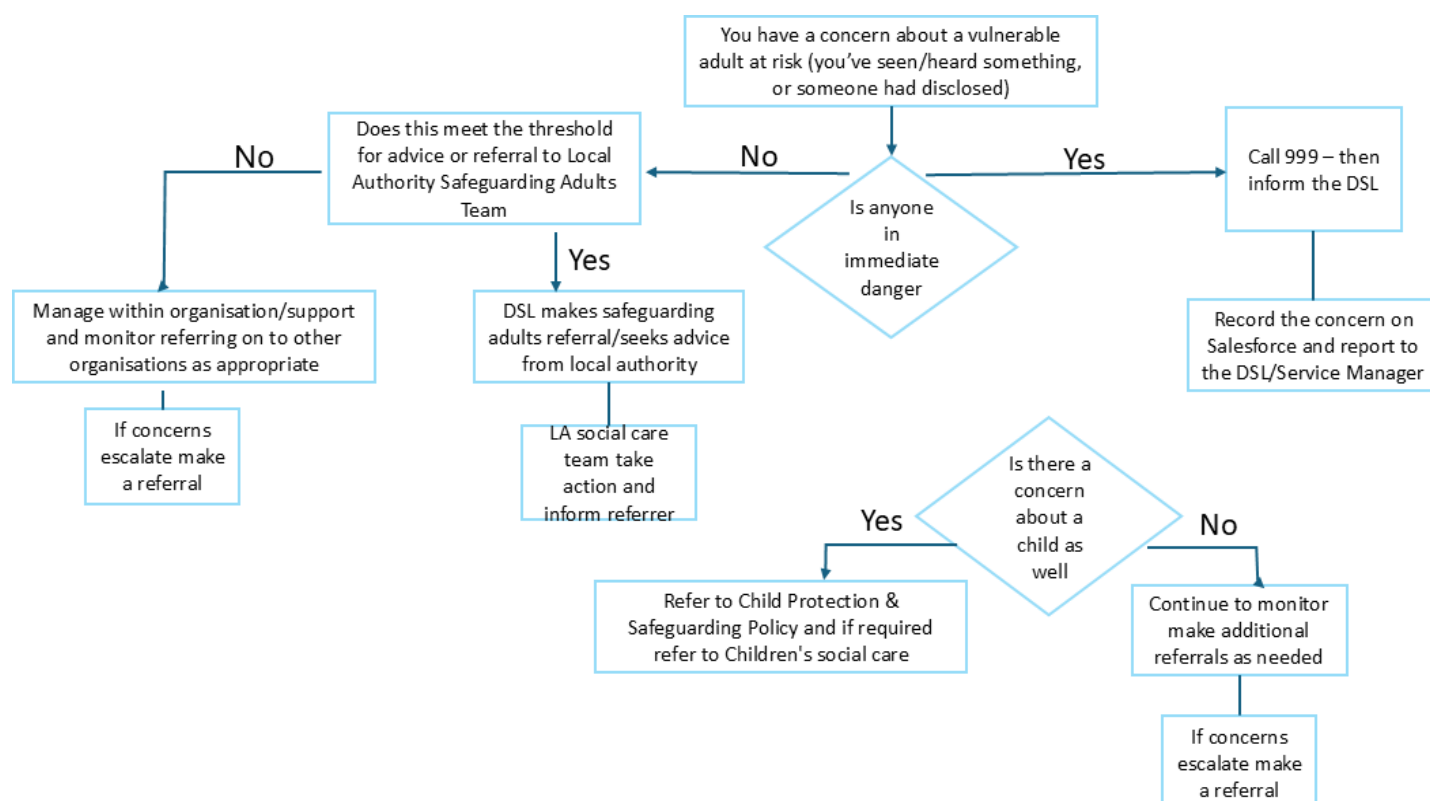 You have a concern about a vulnerable
adult at risk (you’ve seen/heard something,
or someone had disclosed)
Does this meet the threshold
for advice or referral to Local
Authority Safeguarding Adults
Team
No
No
Yes
Call 999 – then
inform the DSL
Is anyone
in
immediate
danger
Yes
Manage within organisation/support
and monitor referring on to other
organisations as appropriate
DSL makes safeguarding
adults referral/seeks advice
from local authority
Record the concern on
Salesforce and report to
the DSL/Service Manager
If concerns
escalate make
a referral
LA social care
team take
action and
inform referrer
Is there a
concern
about a
child as
well
Yes
No
Refer to Child Protection &
Safeguarding Policy and if required
refer to Children's social care
Continue to monitor
make additional
referrals as needed
If concerns
escalate make
a referral